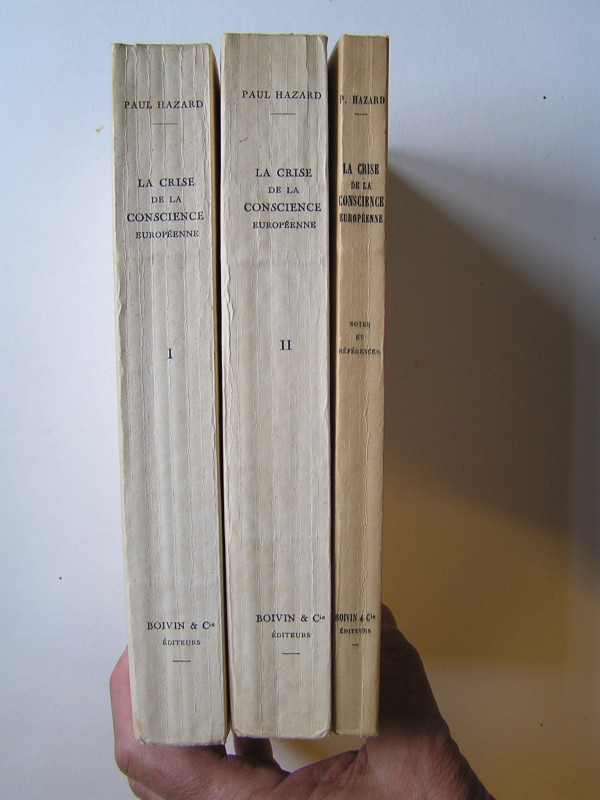 PAUL HAZARD
LA CRISE
DE LA
CONSCIENCE
EUROPÉENNE
I
BOIVIN & Cie
ÉDITEURS
PAUL HAZARD
LA CRISE
DE LA
CONSCIENCE
EUROPÉENNE
II
BOIVIN & Cie
ÉDITEURS
P. HAZARD
LA CRISE
DE LA
CONSCIENCE
EUROPÉENNE
NOTES
ET
RÉFÉRENCES
BOIVIN & Cie
ÉDITEURS